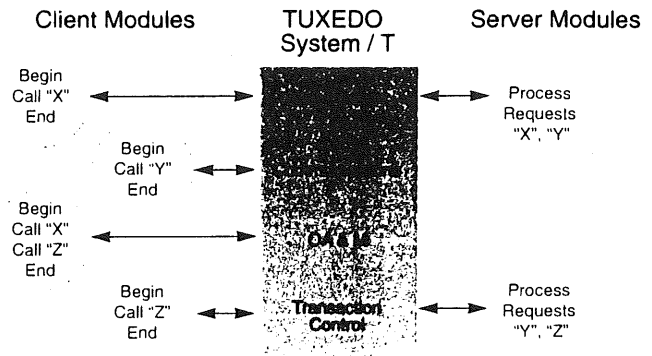 Client Modules
TUXEDO
System / T
Server Modules
Begin
Call "X"
End
Process
Requests
"X", "Y"
Begin
Call "Y"
End
Begin
Call "X"
Call "Z"
End
OA & M
Begin
Call "Z"
End
Transaction
Control
Process
Requests
"Y", "Z"